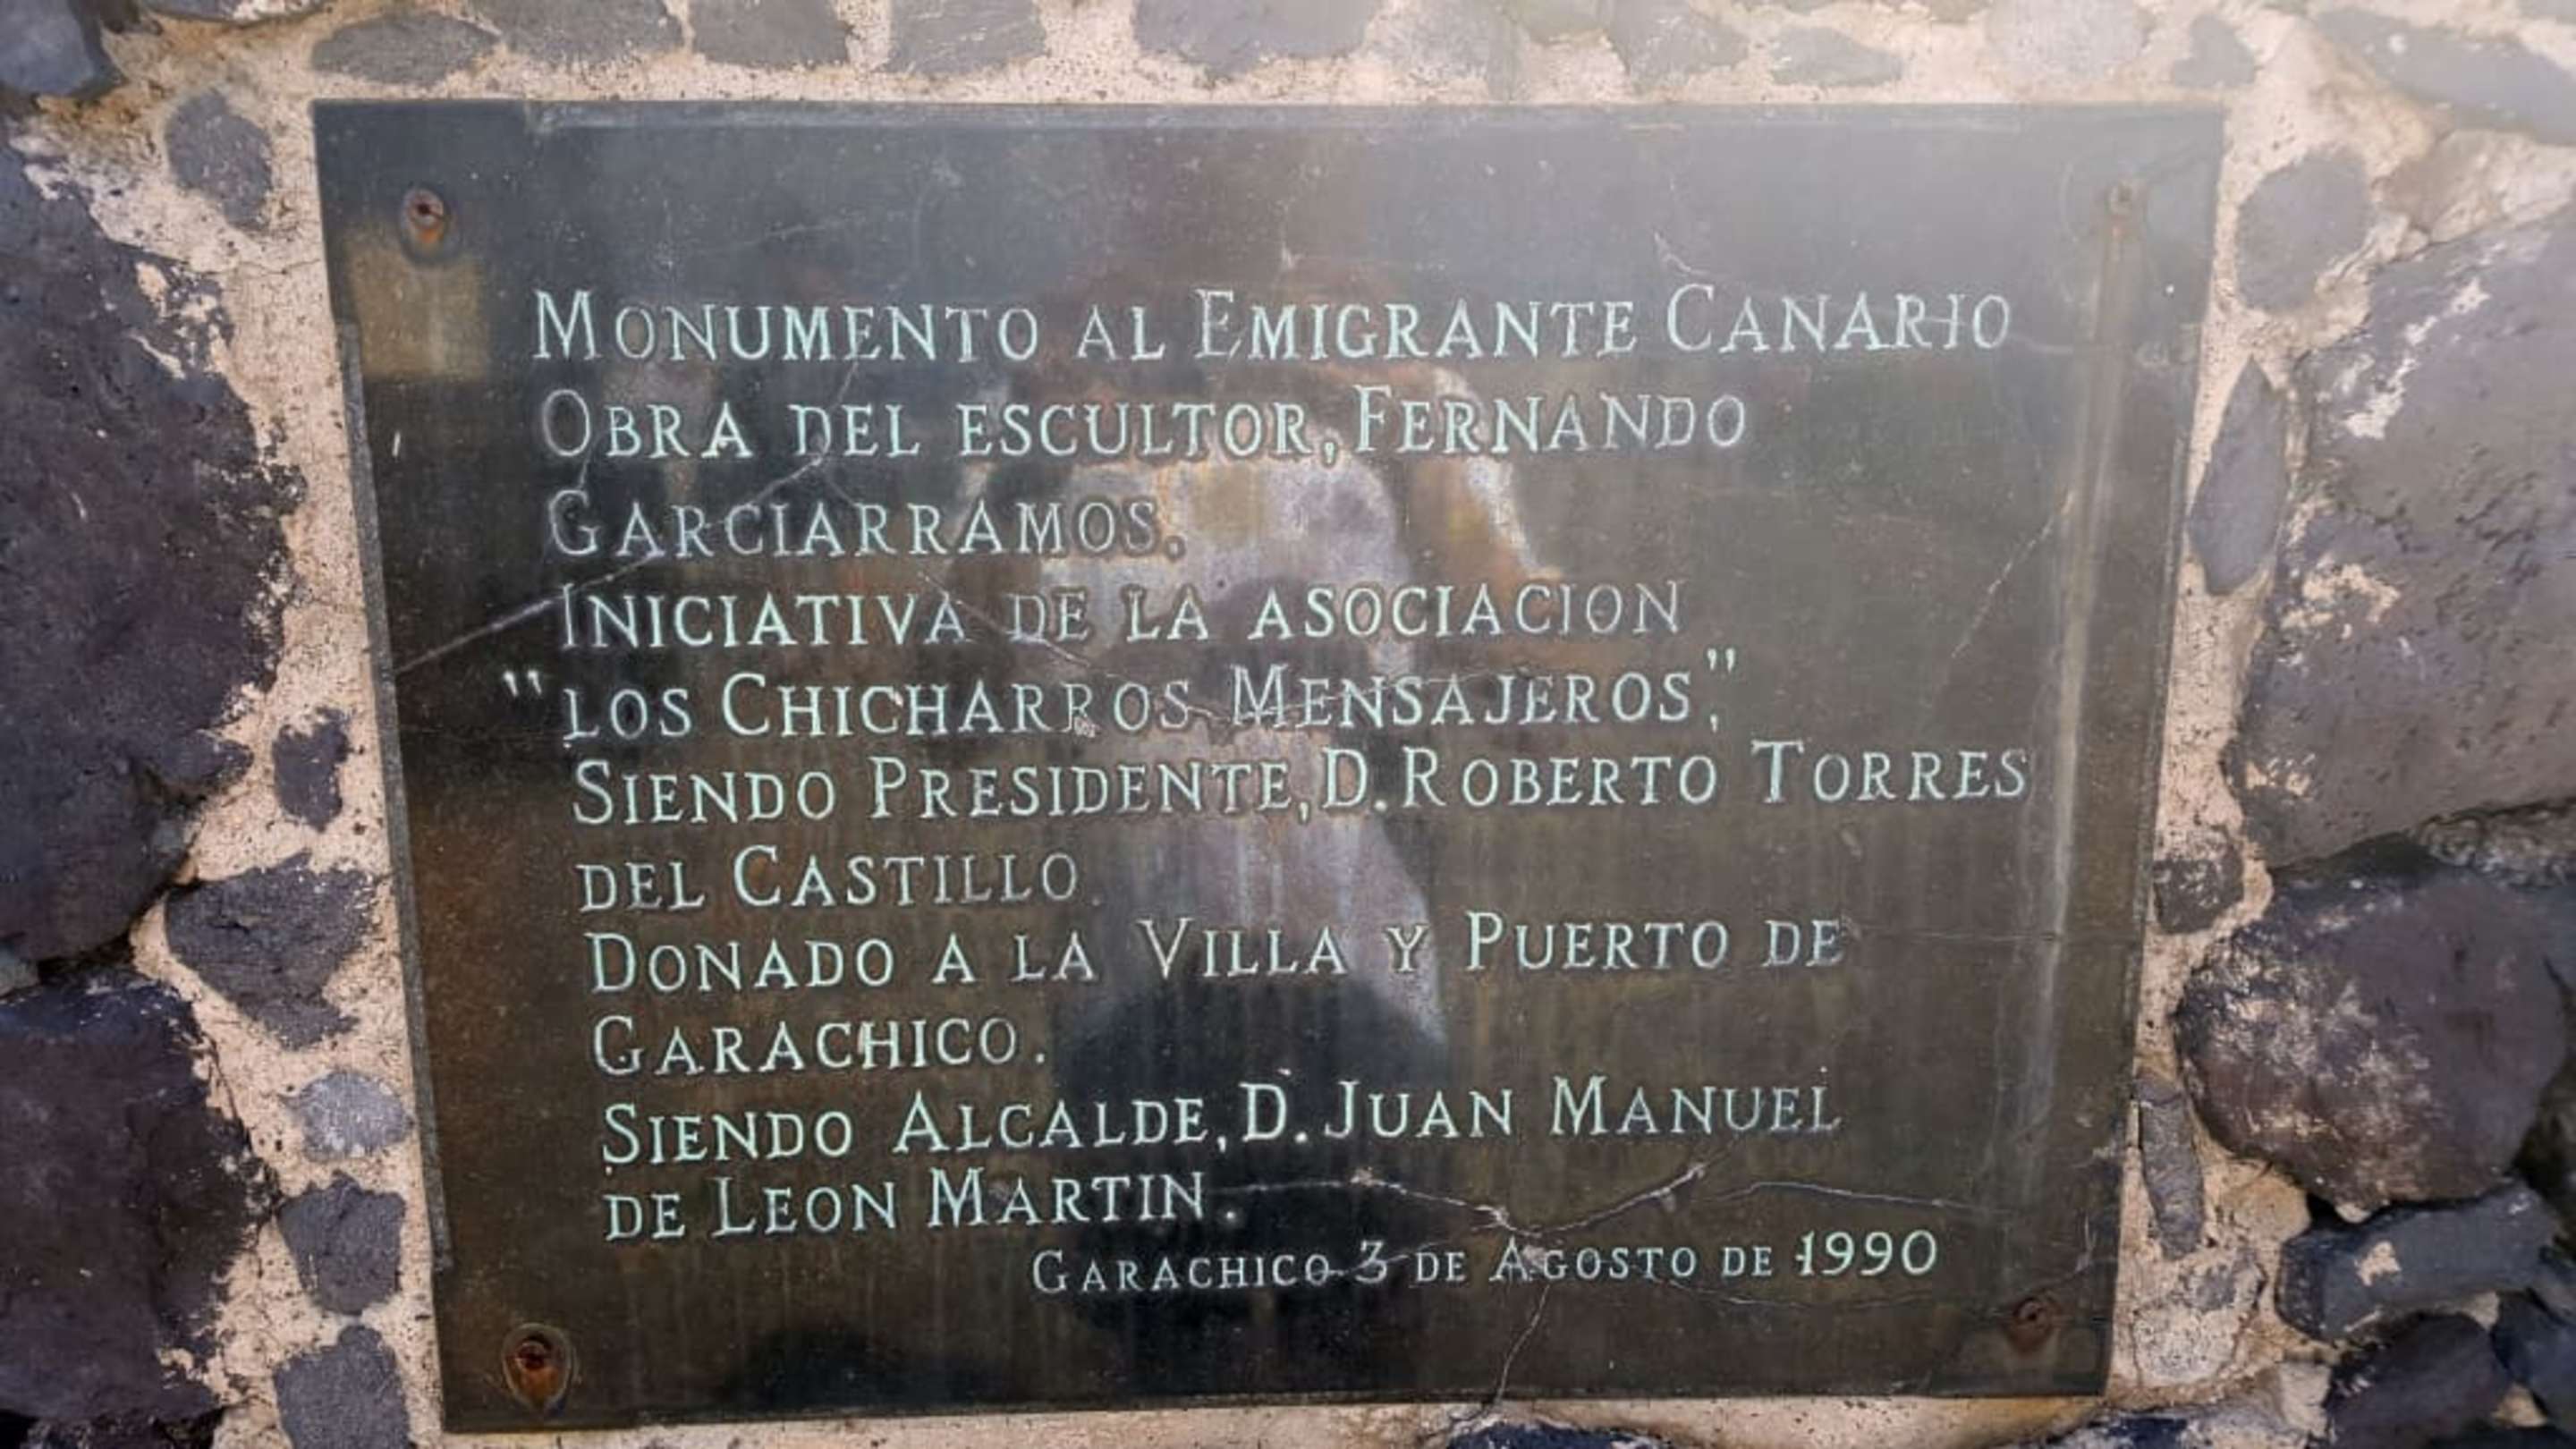 MONUMENTO AL EMIGRANTE CANARIO
OBRA DEL ESCULTOR, FERNANDO
GARCIARRAMOS.
INICIATIVA DE LA ASOCIACION
"LOS CHICHARROS MENSAJEROS",
SIENDO PRESIDENTE, D. ROBERTO TORRES
DEL CASTILLO.
DONADO A LA VILLA Y PUERTO DE
GARACHICO.
SIENDO ALCALDE, D. JUAN MANUEL
DE LEON MARTIN.
GARACHICO 3 DE AGOSTO DE 1990